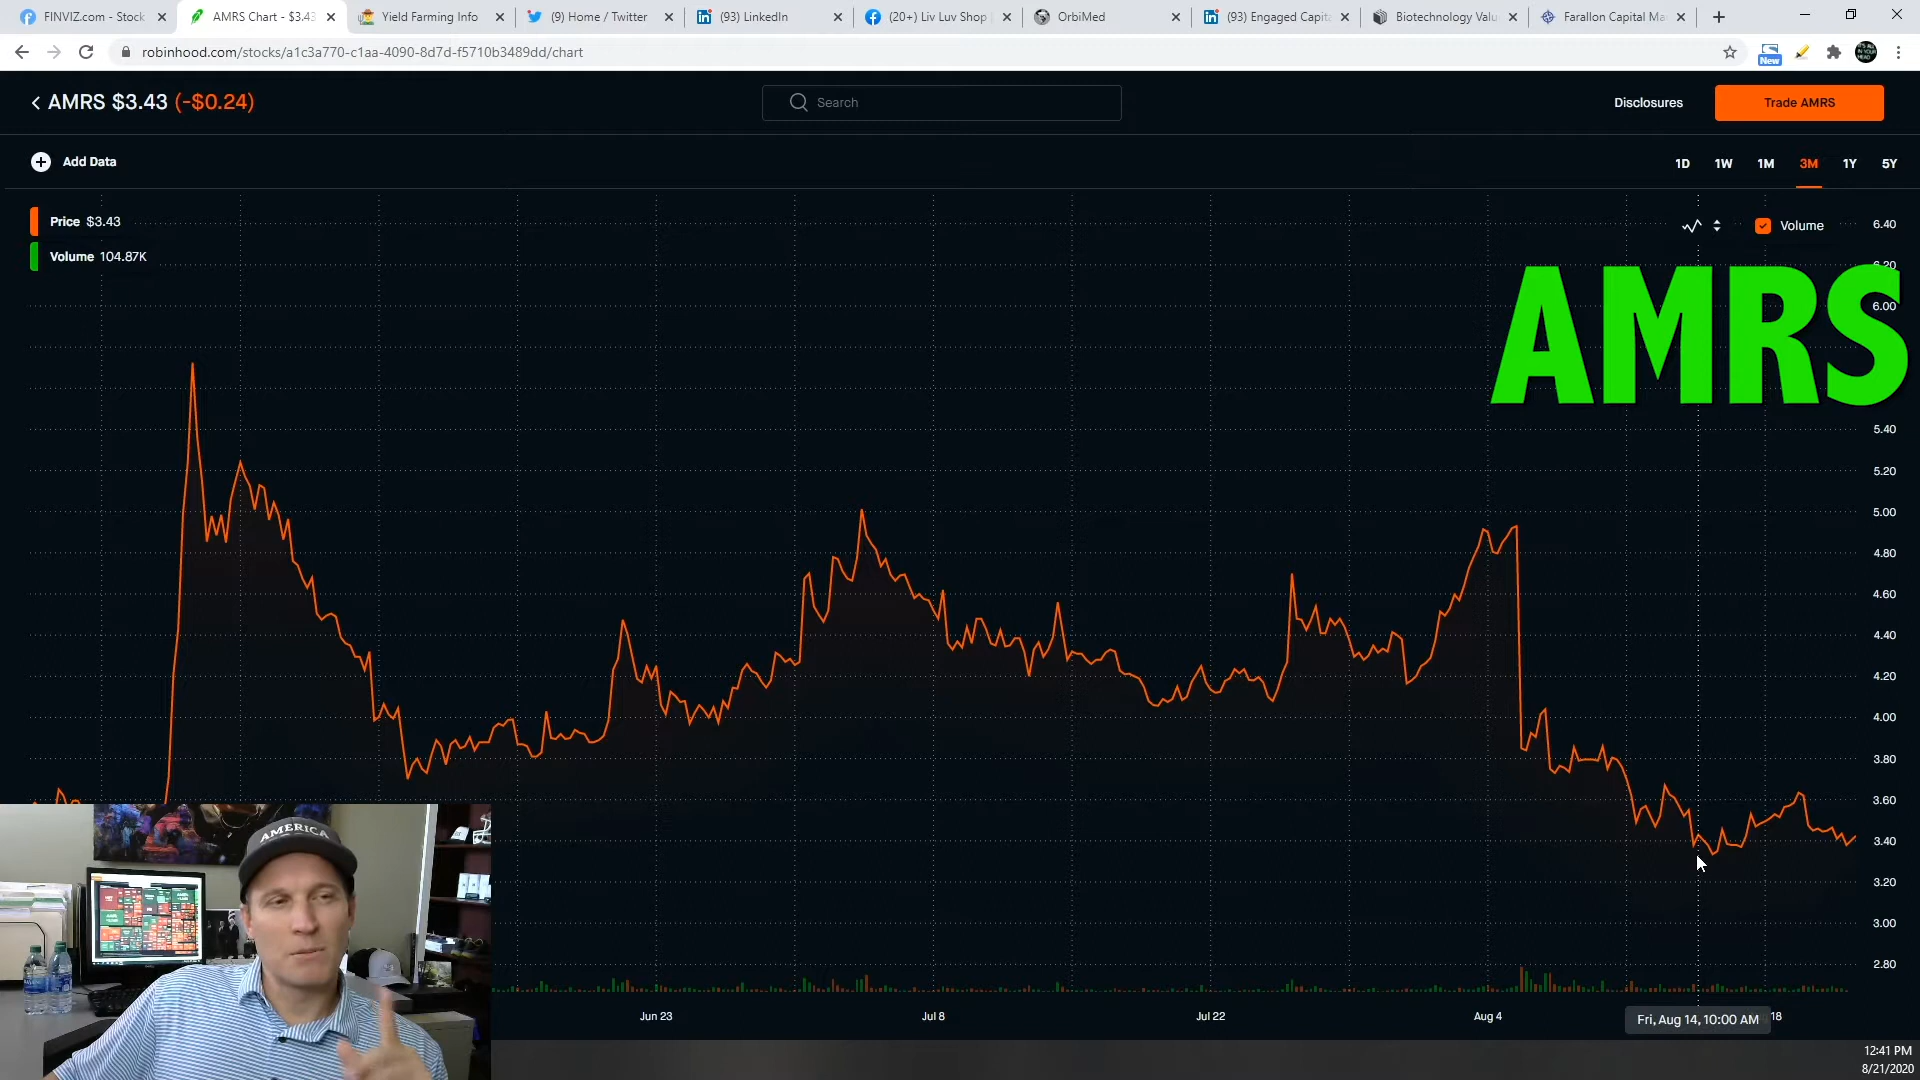 FINVIZ.com - Stock
AMRS Chart - $3.43
Yield Farming Info
(9) Home / Twitter
(93) LinkedIn
(20+) Liv Luv Shop
OrbiMed
(93) Engaged Capit
Biotechnology Valu
Farallon Capital Ma
robinhood.com/stocks/a1c3a770-c1aa-4090-8d7d-f5710b3489dd/chart
New
AMRS $3.43 (-$0.24)
Search
Disclosures
Trade AMRS
Add Data
1D 1W 1M 3M 1Y 5Y
Price $3.43
Volume 104.87K
Volume
AMRS
6.40
6.20
6.00
5.40
5.20
5.00
4.80
4.60
4.40
4.20
4.00
3.80
3.60
3.40
3.20
3.00
2.80
AMERICA
Jun 23
Jul 8
Jul 22
Aug 4
Fri, Aug 14, 10:00 AM
18
12:41 PM
8/21/2020